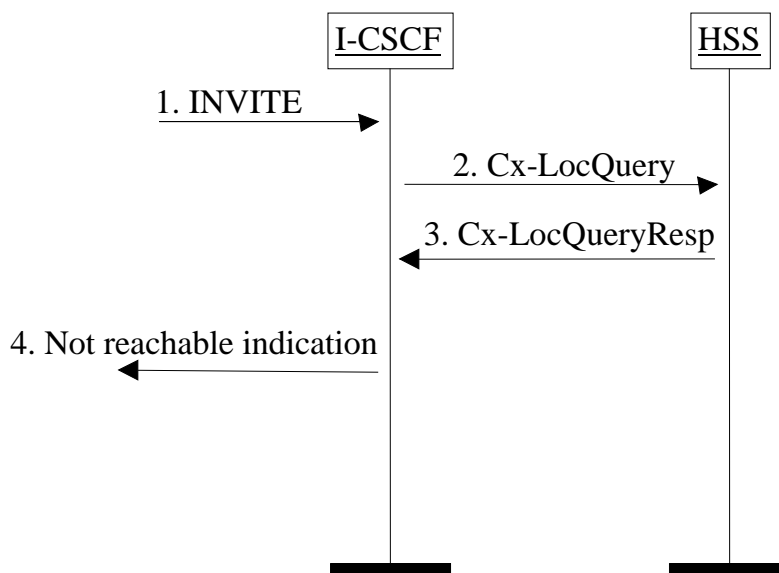 I-CSCF
HSS
1. INVITE
2. Cx-LocQuery
3. Cx-LocQueryResp
4. Not reachable indication